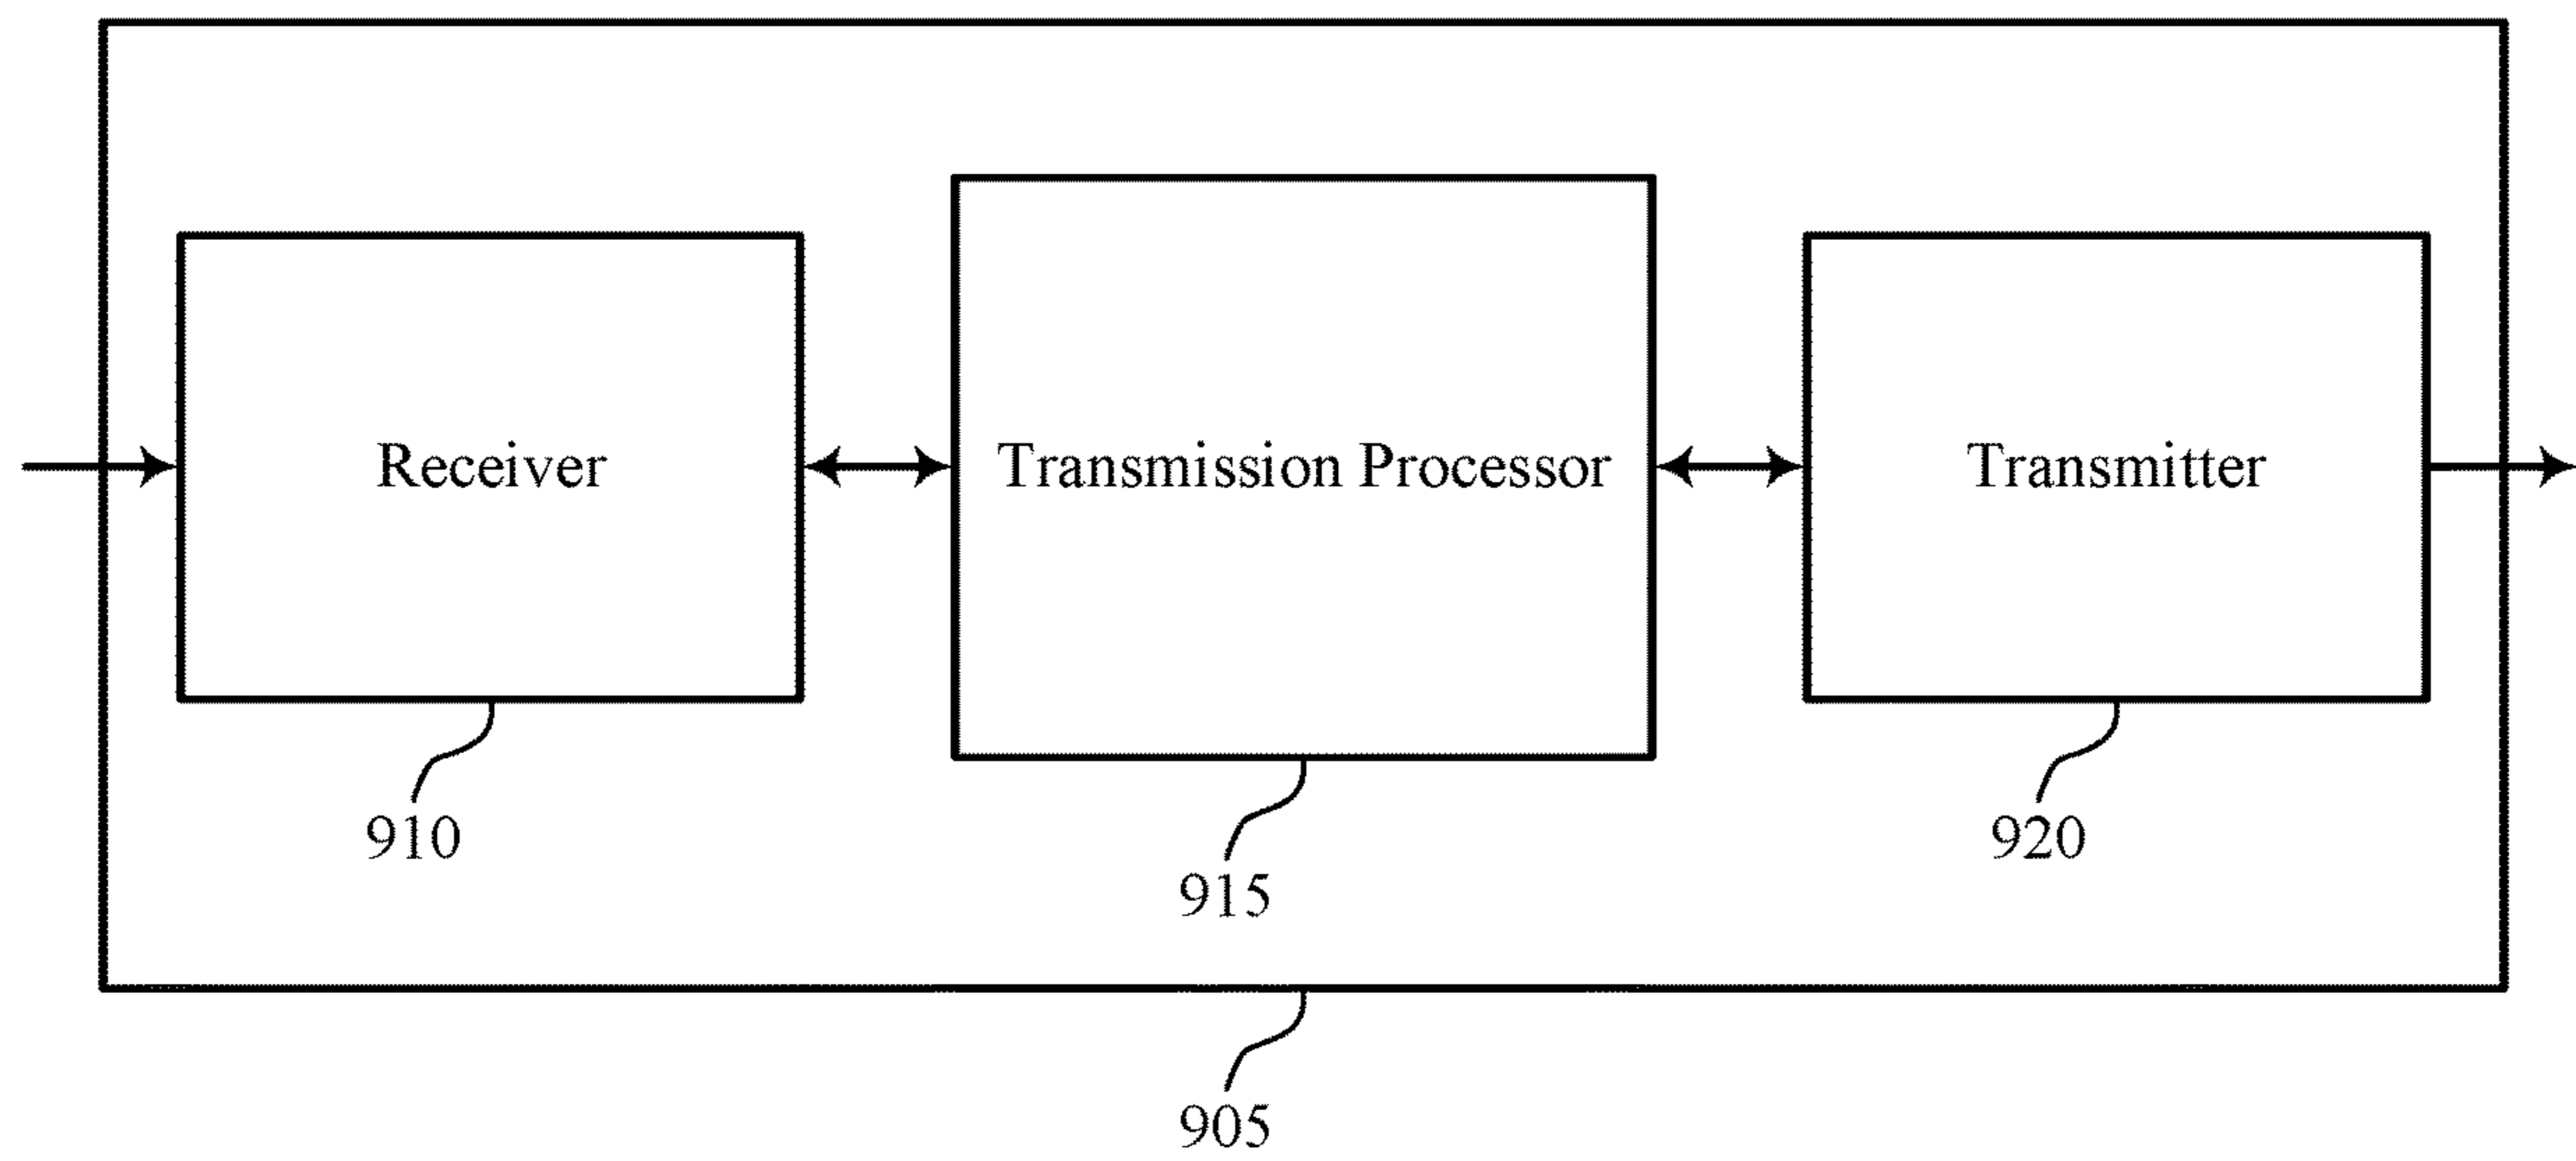 Receiver
Transmission Processor
Transmitter
910
915
920
905